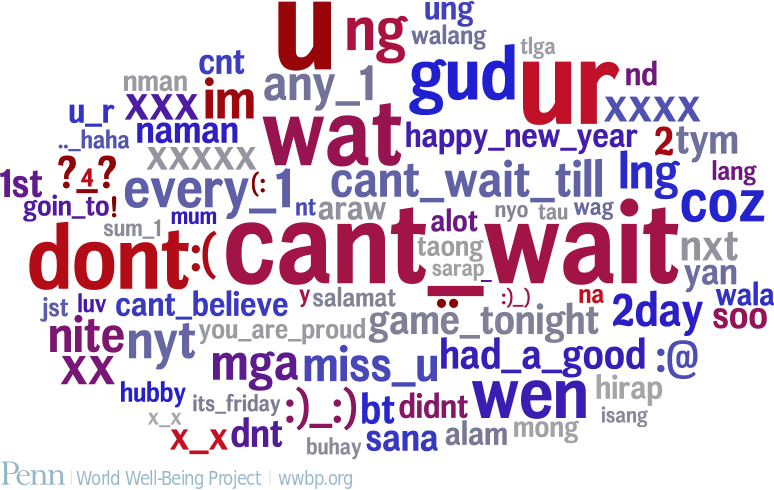 ung
u ng walang
tlga
cnt any_1 gud ur nd
nman
u_r xxx im xxxx
.._haha naman wat happy_new_year 2 tym
xxxxx
1st ?_4_? every_1 (: cant_wait_till lng lang
goin_to ! mum nt araw alot nyo tau wag coz
sum_1
dont :( cant_wait taong nxt
sarap _ yan
jst luv cant_believe y salamat __ .. :)_) na 2day wala
soo
nite nyt you_are_proud game_tonight
xx mga miss_u had_a_good :@
hubby its_friday :)_:) bt didnt wen hirap
x_x isang
x_x dnt buhay sana alam mong
Penn | World Well-Being Project | wwbp.org